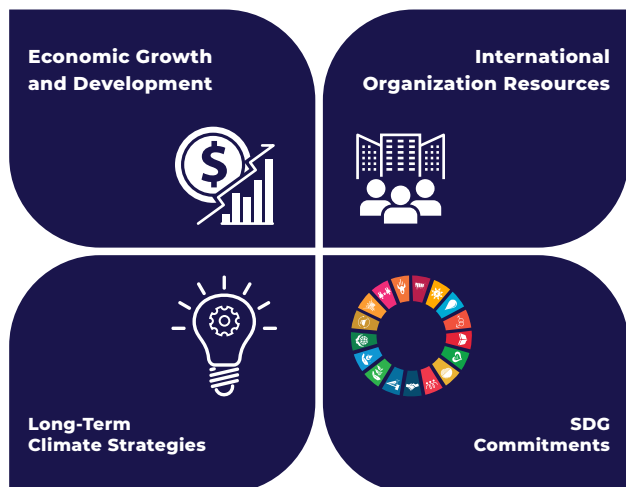 Economic Growth
and Development
International
Organization Resources
$
Long-Term
Climate Strategies
SDG
Commitments